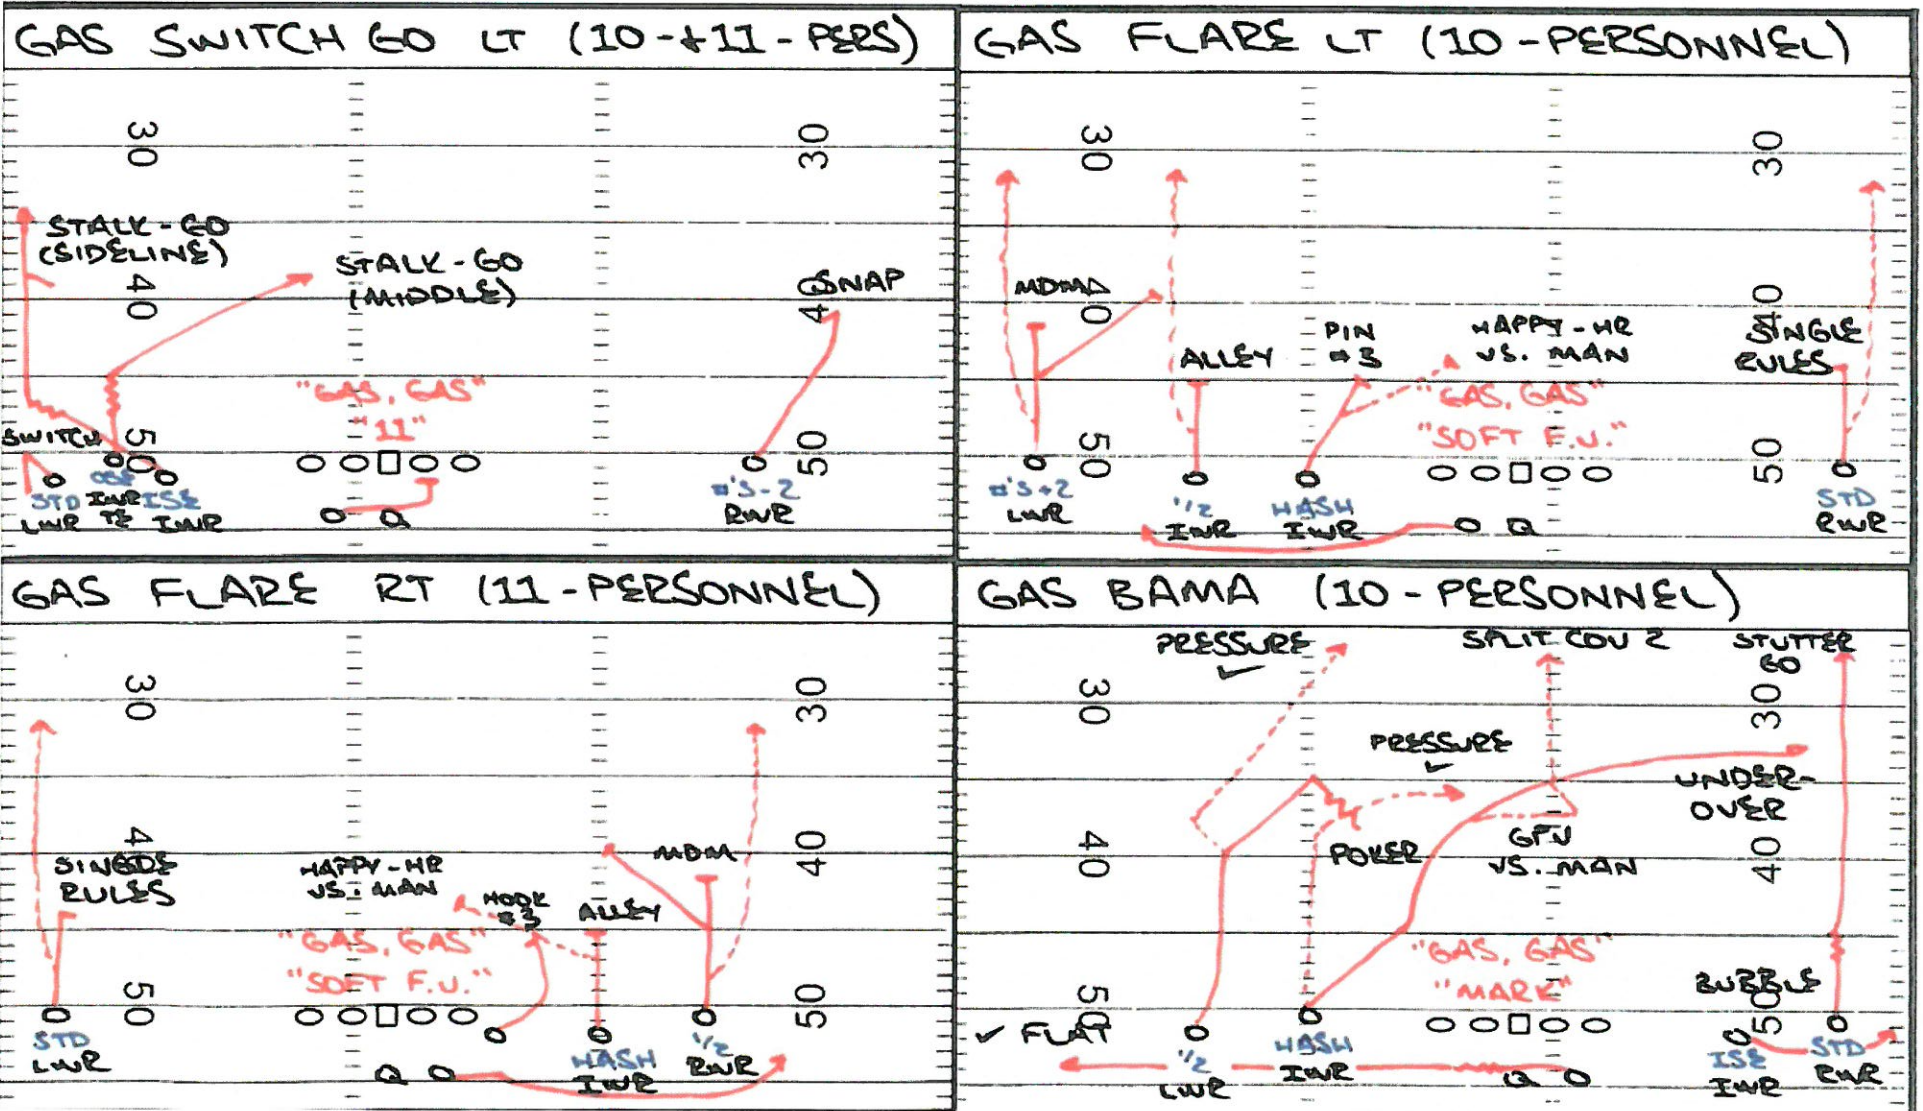 GAS SWITCH GO LT (10-+11-PERS)
30
30
STALK-GO
(SIDELINE)
STALK-GO
(MIDDLE)
40
SNAP
4
"GAS, GAS"
"11"
SWITCH
50
50
STD
ISE
LWR
IWR
TE
IWR
Q
#'S-2
RWR
GAS FLARE LT (10-PERSONNEL)
30
30
MDM
40
40
ALLEY
PIN
#3
HAPPY-HR
VS. MAN
SINGLE
RULES
"GAS, GAS"
"SOFT F.U."
50
50
#'S+2
LWR
1/2
IWR
HASH
IWR
Q
STD
RWR
GAS FLARE RT (11-PERSONNEL)
30
30
40
40
SINGLE
RULES
HAPPY-HR
VS. MAN
HOOK
#3
ALLEY
MDM
"GAS, GAS"
"SOFT F.U."
50
50
STD
LWR
Q
HASH
IWR
1/2
RWR
GAS BAMA (10-PERSONNEL)
PRESSURE
SPLIT COV 2
STUTTER
GO
30
30
PRESSURE
UNDER-
OVER
40
40
POKER
VS. MAN
"GAS, GAS"
"MARK"
BUBBLE
50
50
✓ FLAT
1/2
LWR
HASH
IWR
Q
ISE
IWR
STD
RWR